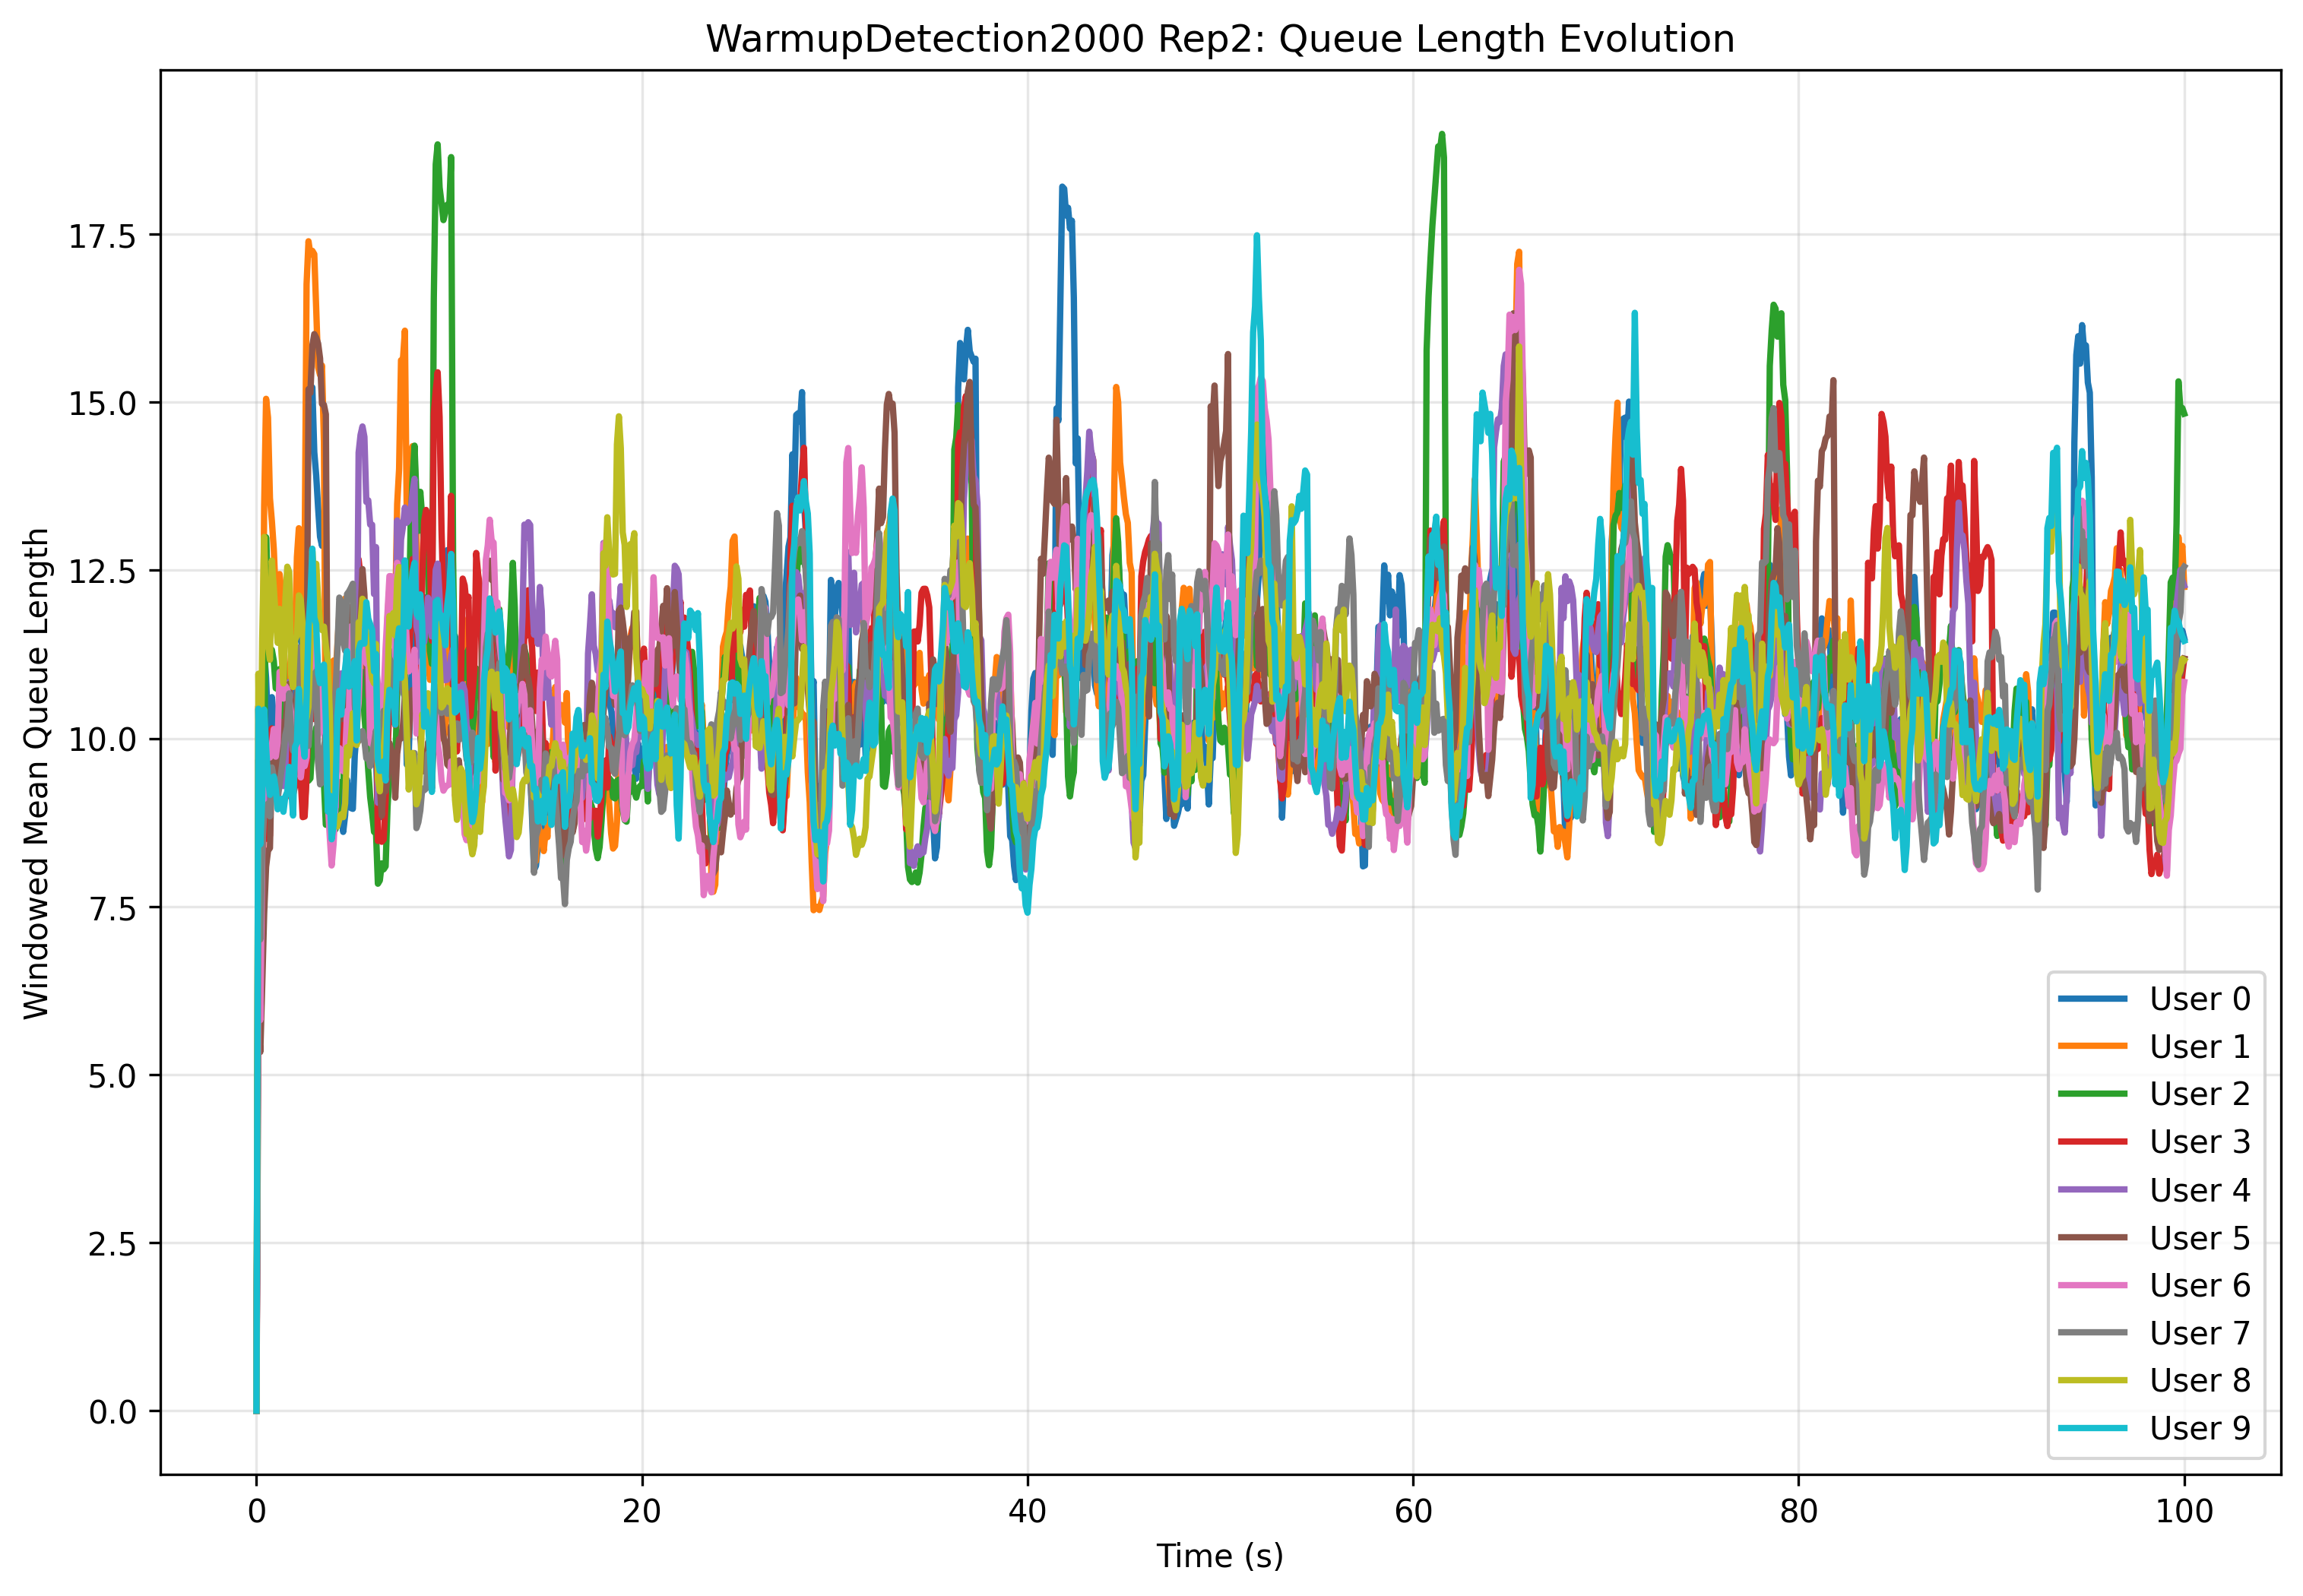 WarmupDetection2000 Rep2: Queue Length Evolution
Windowed Mean Queue Length
17.5
15.0
12.5
10.0
7.5
5.0
2.5
0.0
0 20 40 60 80 100
Time (s)
User 0
User 1
User 2
User 3
User 4
User 5
User 6
User 7
User 8
User 9